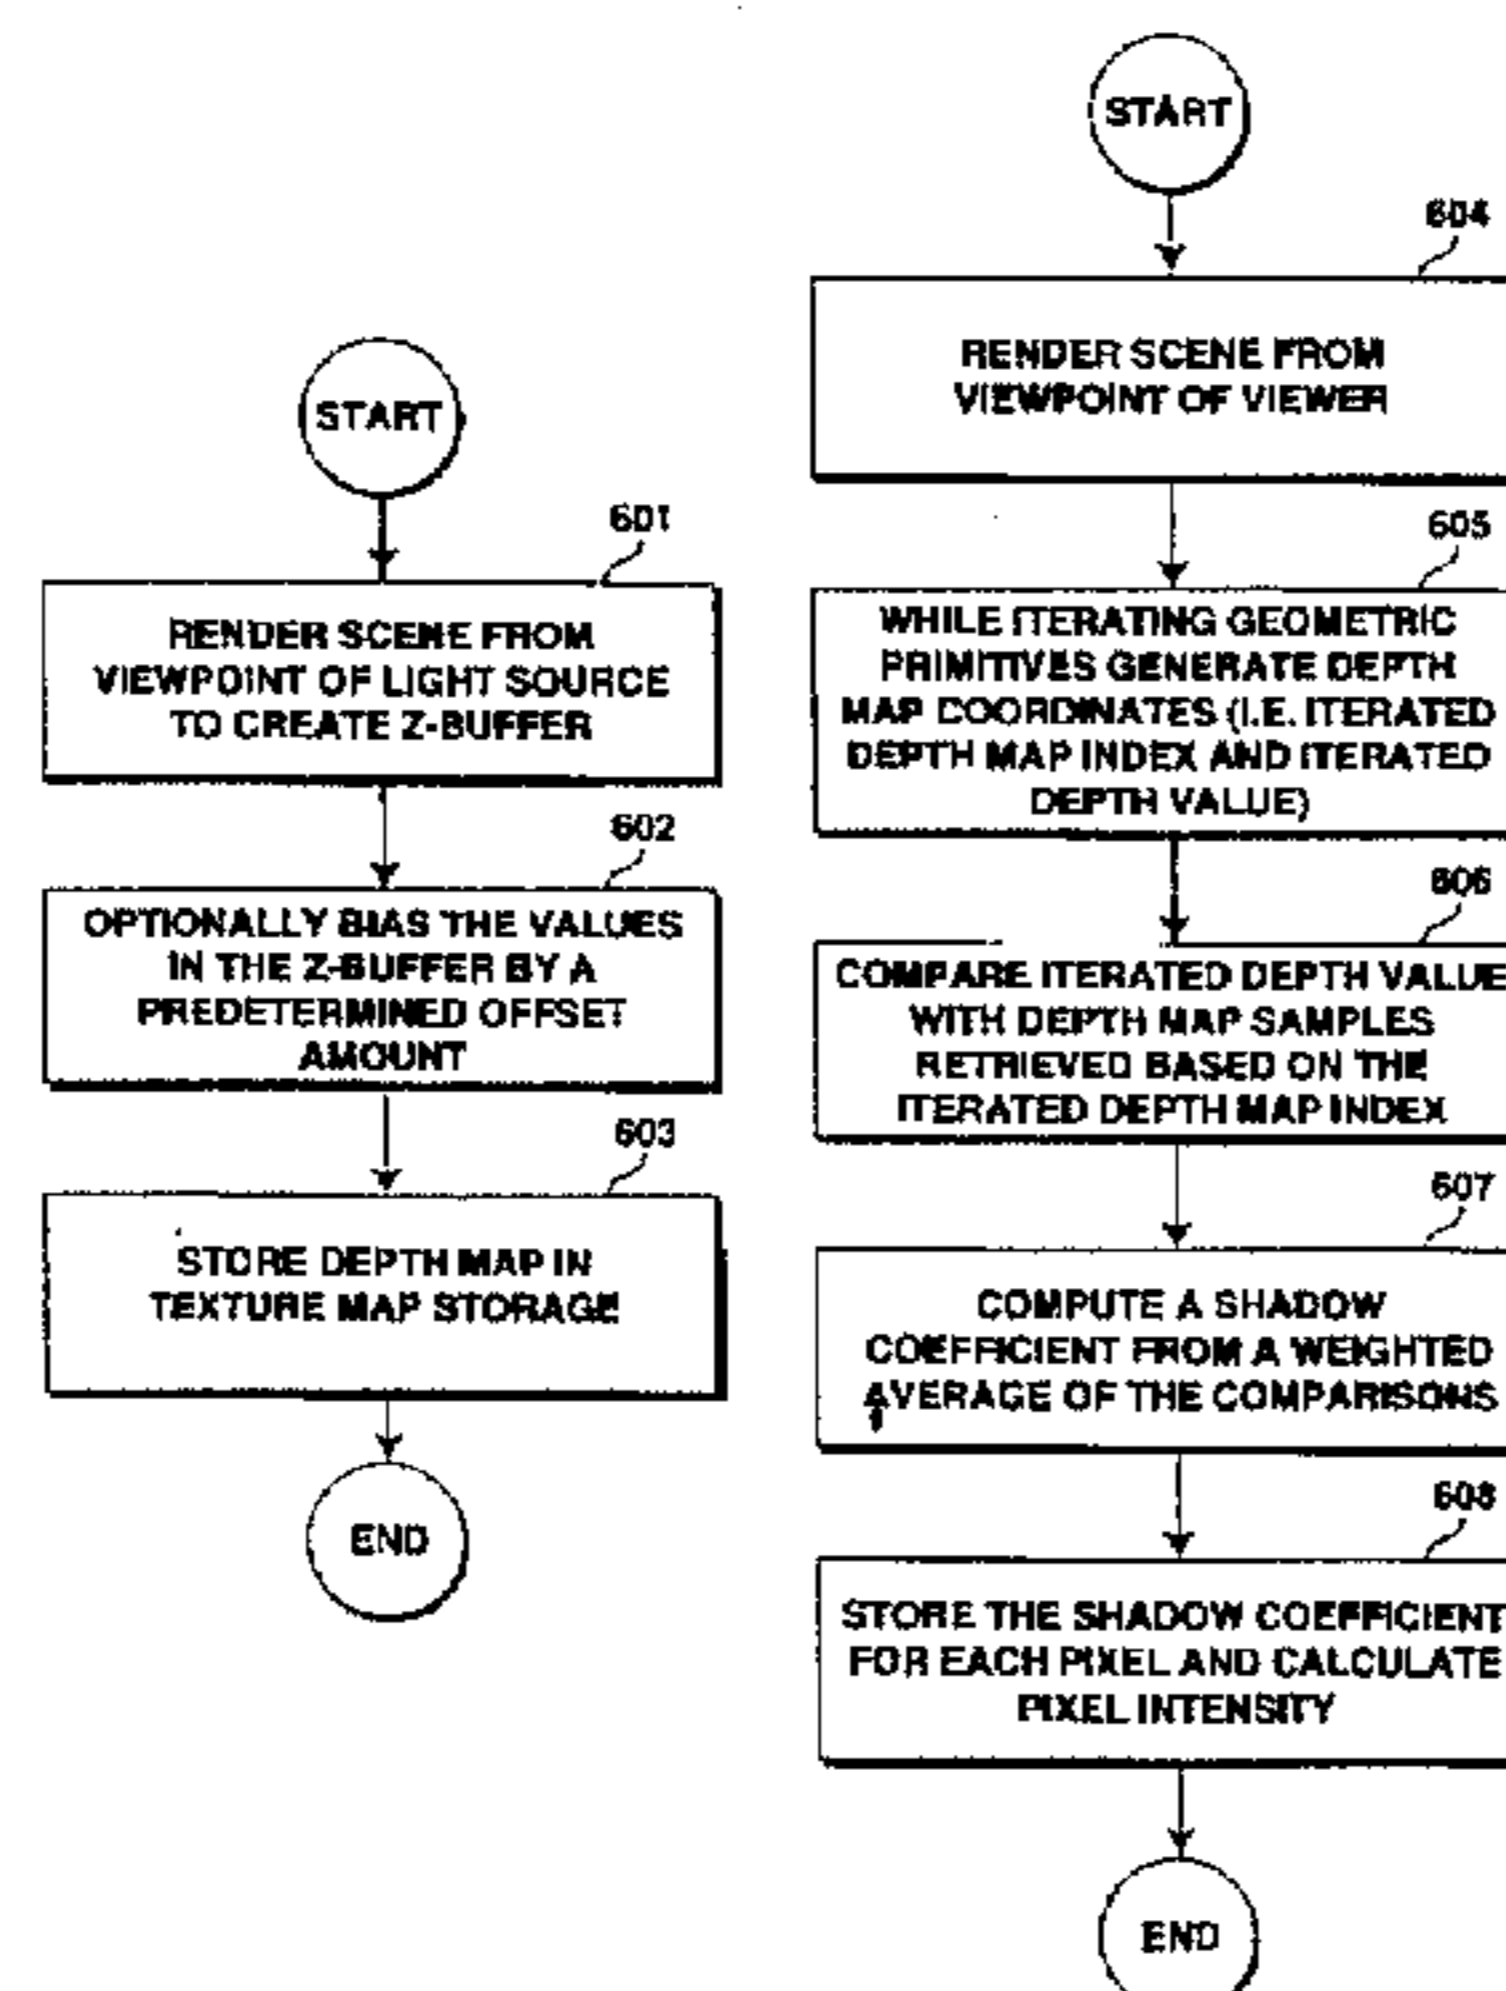 START
601
RENDER SCENE FROM
VIEWPOINT OF LIGHT SOURCE
TO CREATE Z-BUFFER
602
OPTIONALLY BIAS THE VALUES
IN THE Z-BUFFER BY A
PREDETERMINED OFFSET
AMOUNT
603
STORE DEPTH MAP IN
TEXTURE MAP STORAGE
END
START
604
RENDER SCENE FROM
VIEWPOINT OF VIEWER
605
WHILE ITERATING GEOMETRIC
PRIMITIVES GENERATE DEPTH
MAP COORDINATES (I.E. ITERATED
DEPTH MAP INDEX AND ITERATED
DEPTH VALUE)
606
COMPARE ITERATED DEPTH VALUE
WITH DEPTH MAP SAMPLES
RETRIEVED BASED ON THE
ITERATED DEPTH MAP INDEX
607
COMPUTE A SHADOW
COEFFICIENT FROM A WEIGHTED
AVERAGE OF THE COMPARISONS
608
STORE THE SHADOW COEFFICIENT
FOR EACH PIXEL AND CALCULATE
PIXEL INTENSITY
END